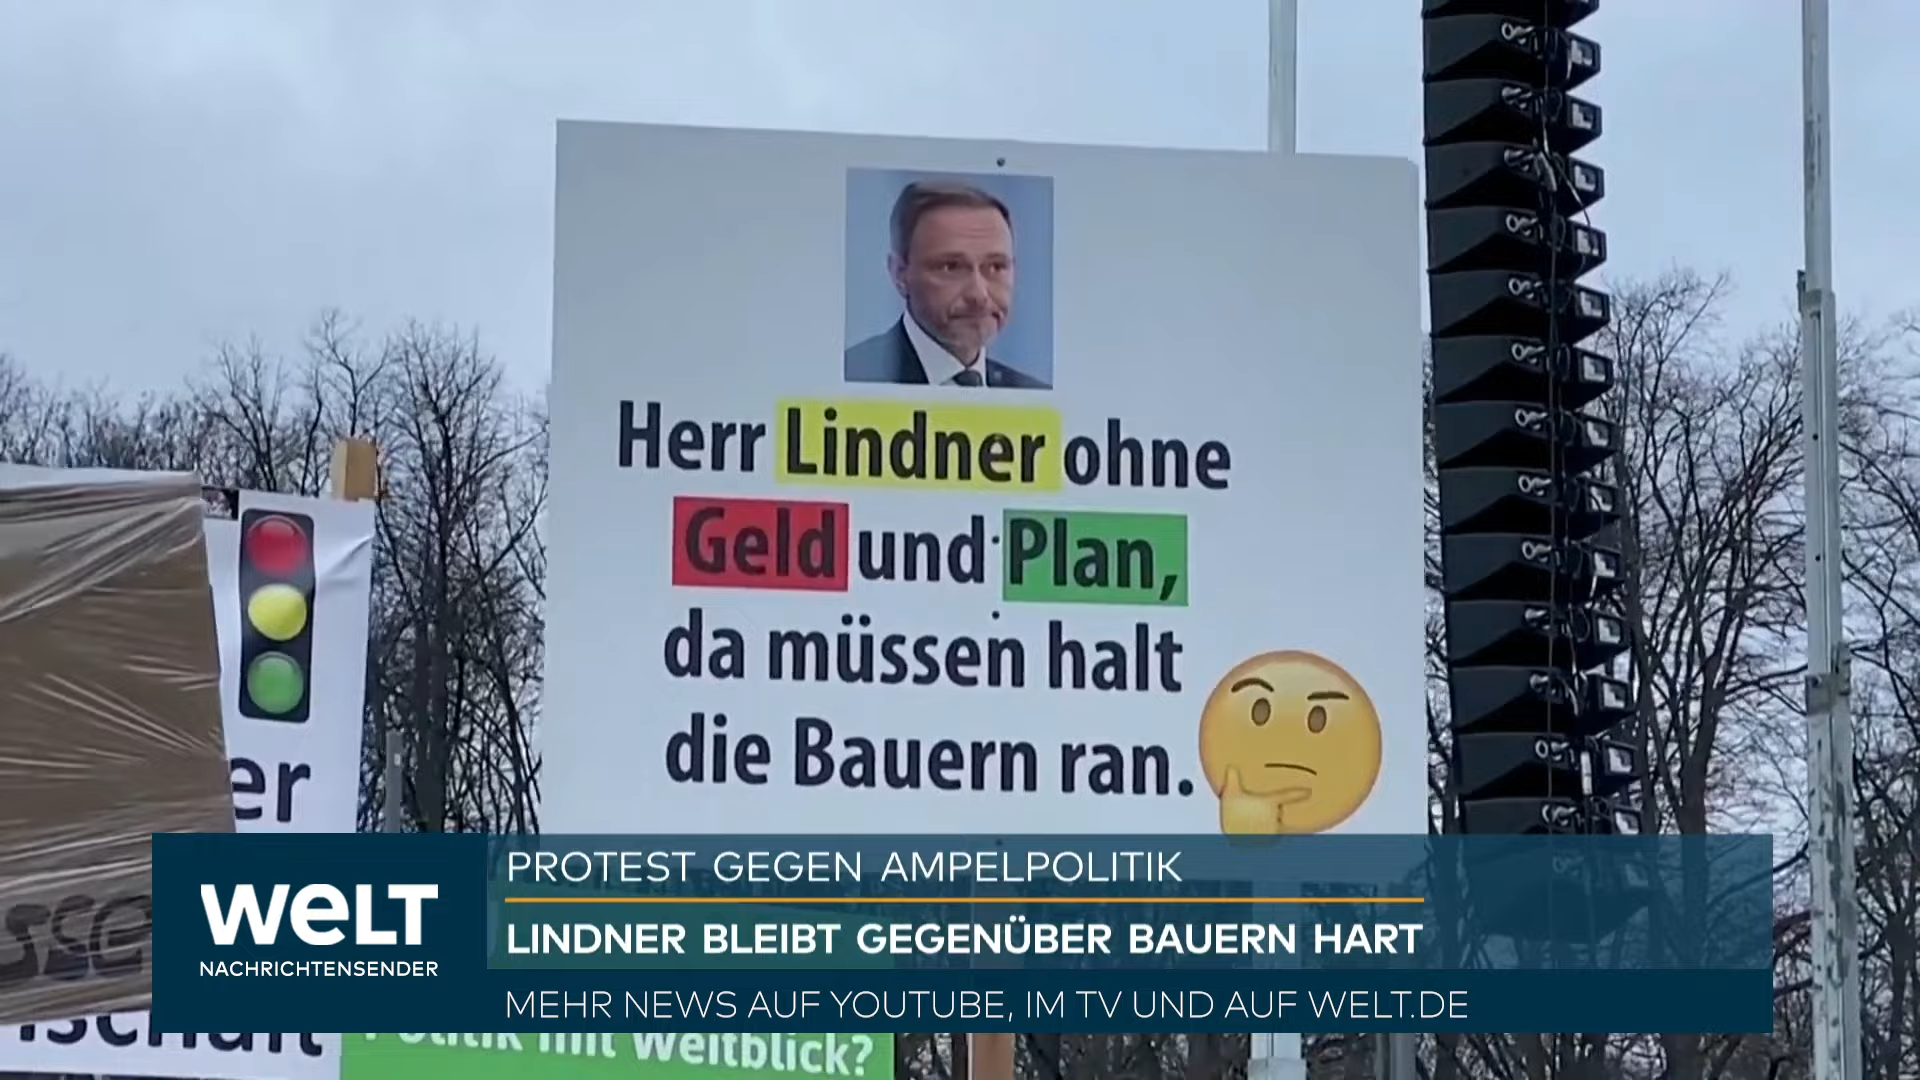 Herr Lindner ohne
Geld und Plan,
da müssen halt
die Bauern ran.
er
Politik mit Weitblick?
welt
NACHRICHTENSENDER
PROTEST GEGEN AMPELPOLITIK
LINDNER BLEIBT GEGENÜBER BAUERN HART
MEHR NEWS AUF YOUTUBE, IM TV UND AUF WELT.DE